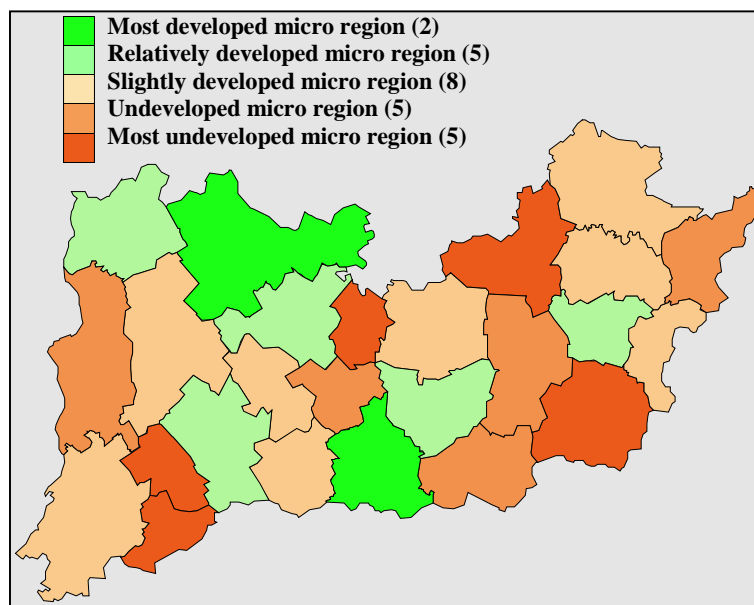 Most developed micro region (2)
Relatively developed micro region (5)
Slightly developed micro region (8)
Undeveloped micro region (5)
Most undeveloped micro region (5)